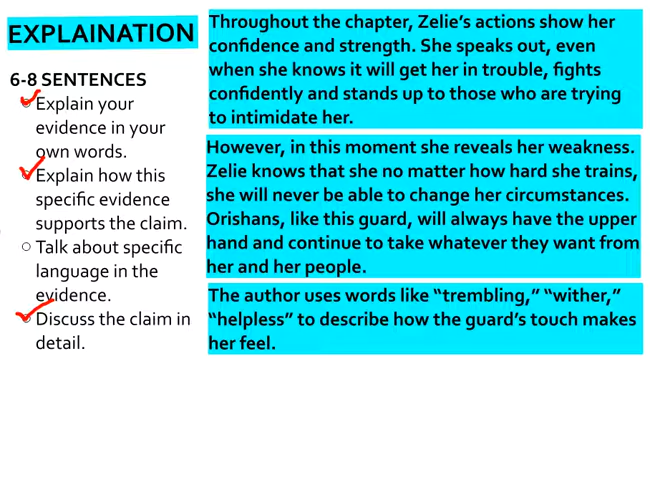 EXPLAINATION
6-8 SENTENCES
Explain your
evidence in your
own words.
Explain how this
specific evidence
supports the claim.
Talk about specific
language in the
evidence.
Discuss the claim in
detail.
Throughout the chapter, Zelie's actions show her
confidence and strength. She speaks out, even
when she knows it will get her in trouble, fights
confidently and stands up to those who are trying
to intimidate her.
However, in this moment she reveals her weakness.
Zelie knows that she no matter how hard she trains,
she will never be able to change her circumstances.
Orishans, like this guard, will always have the upper
hand and continue to take whatever they want from
her and her people.
The author uses words like "trembling," "wither,"
"helpless" to describe how the guard's touch makes
her feel.